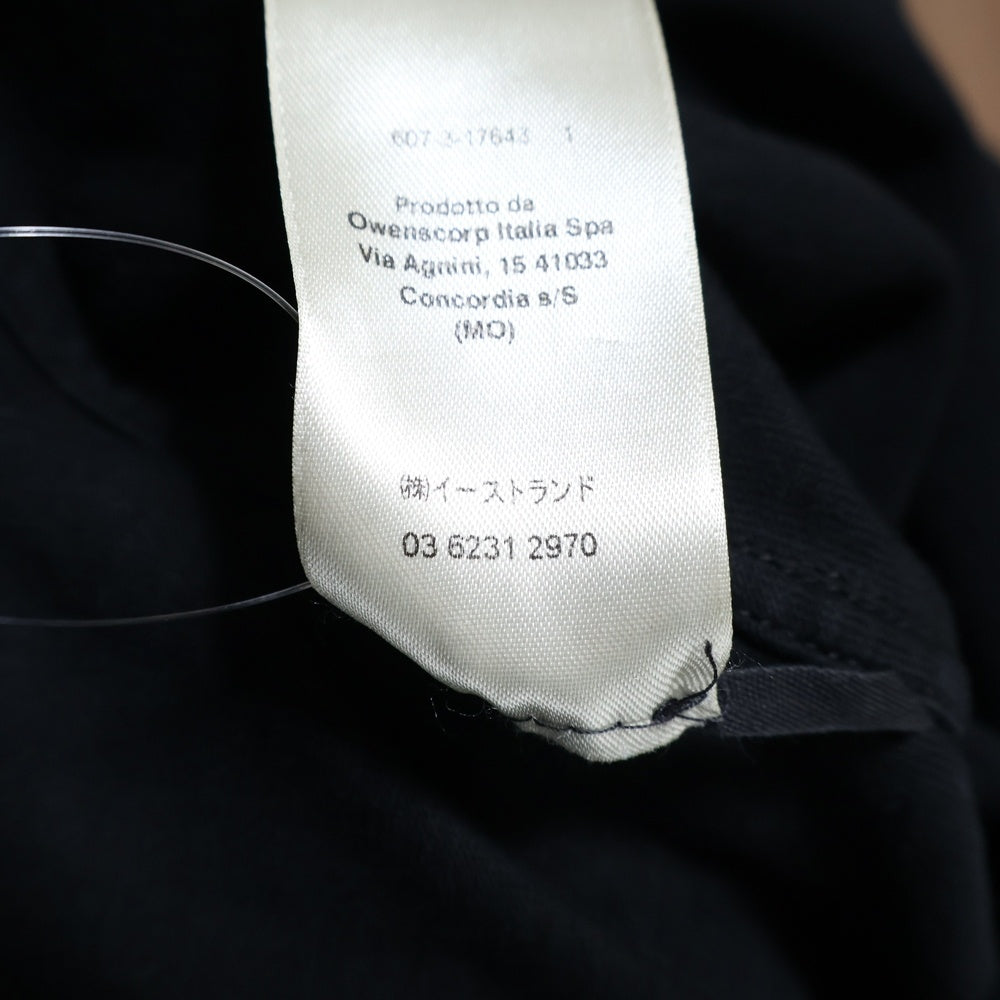 607-3-17643 1
Prodotto da
Owenscorp Italia Spa
Via Agnini, 15 41033
Concordia s/S
(MO)
㈱イーストランド
03 6231 2970